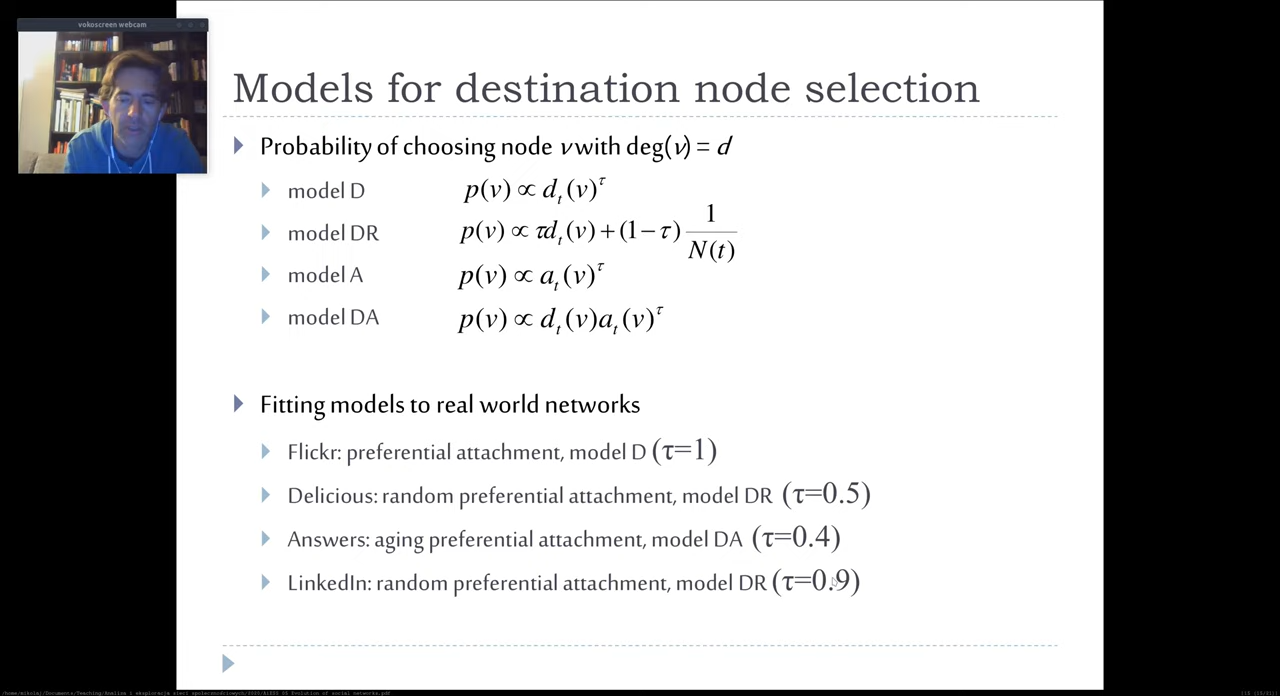 vokoscreen webcam
Models for destination node selection
Probability of choosing node v with deg(v) = d
model D p(v) ∝ d_t(v)^τ
model DR p(v) ∝ τd_t(v) + (1 − τ) 1/N(t)
model A p(v) ∝ a_t(v)^τ
model DA p(v) ∝ d_t(v)a_t(v)^τ
Fitting models to real world networks
Flickr: preferential attachment, model D (τ=1)
Delicious: random preferential attachment, model DR (τ=0.5)
Answers: aging preferential attachment, model DA (τ=0.4)
LinkedIn: random preferential attachment, model DR (τ=0.9)